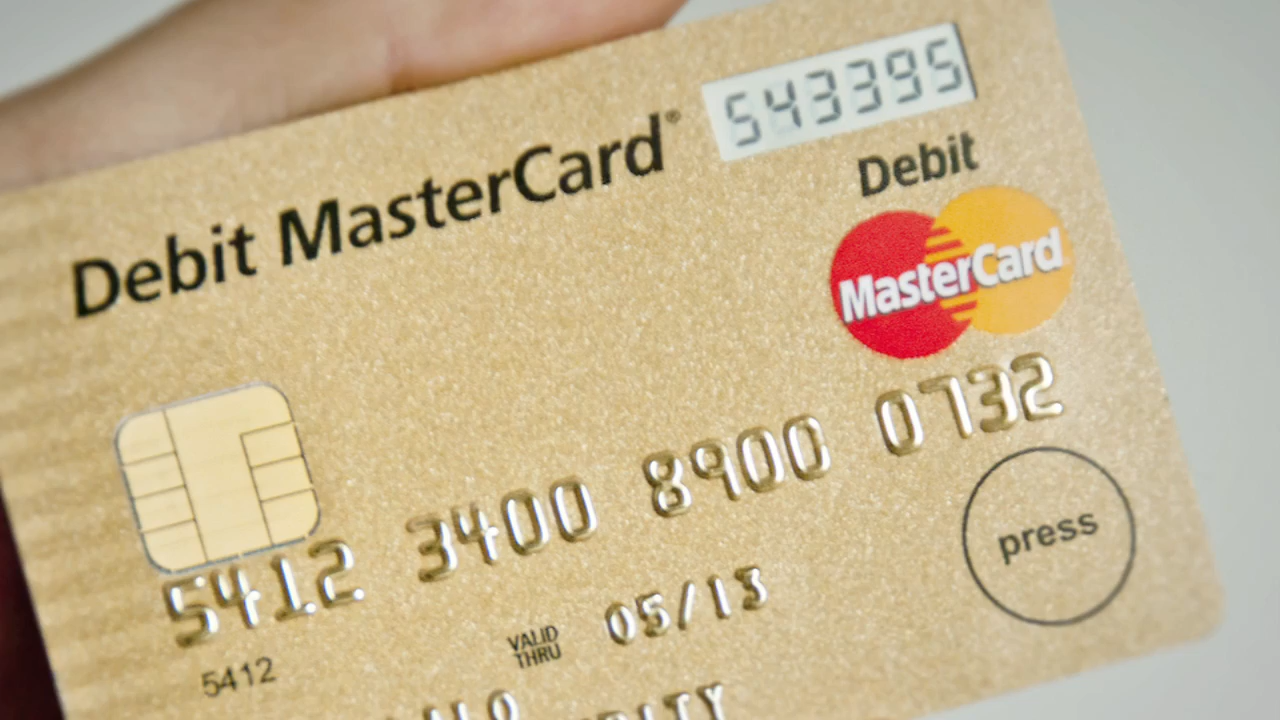 543395
Debit MasterCard®
Debit
MasterCard
5412 3400 8900 0732
press
VALID THRU 05/13
5412